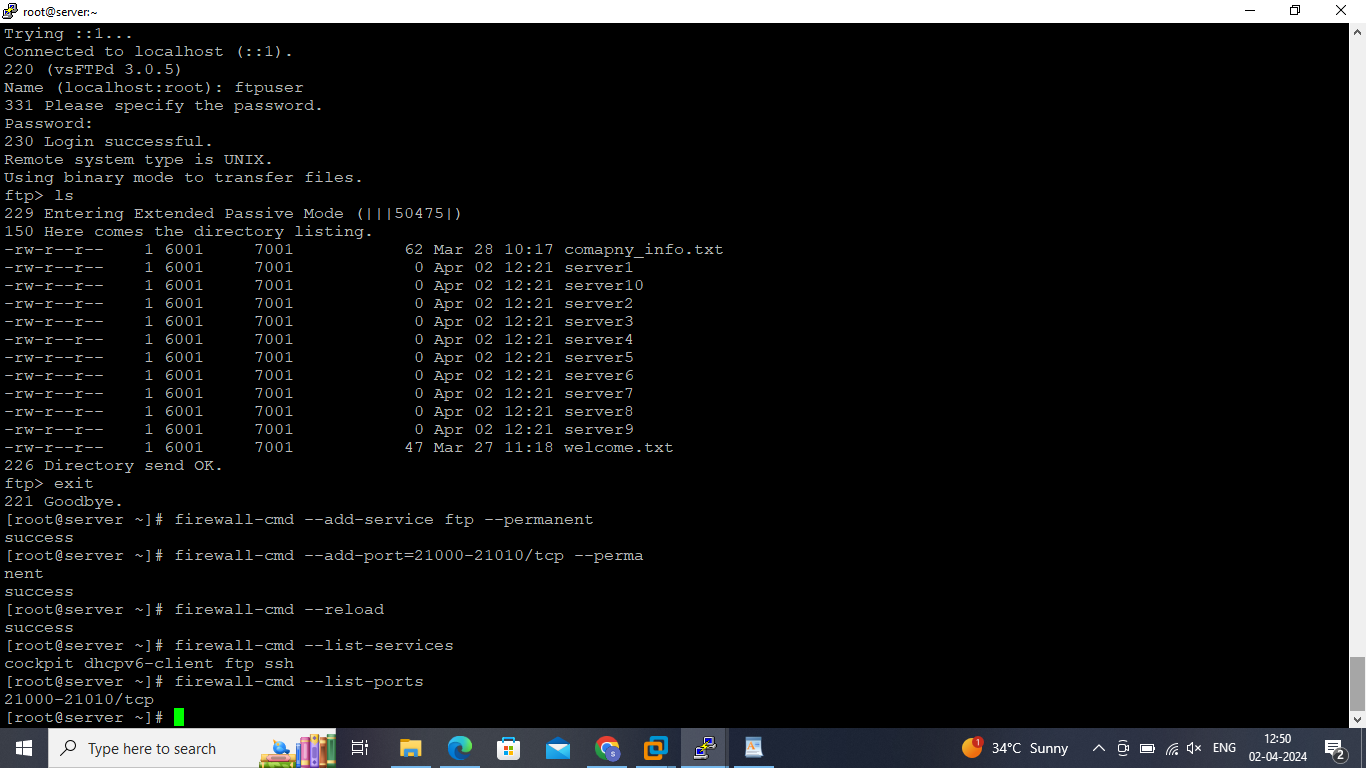 root@server:~
Trying ::1...
Connected to localhost (::1).
220 (vsFTPd 3.0.5)
Name (localhost:root): ftpuser
331 Please specify the password.
Password:
230 Login successful.
Remote system type is UNIX.
Using binary mode to transfer files.
ftp> ls
229 Entering Extended Passive Mode (|||50475|)
150 Here comes the directory listing.
-rw-r--r--    1 6001     7001           62 Mar 28 10:17 comapny_info.txt
-rw-r--r--    1 6001     7001            0 Apr 02 12:21 server1
-rw-r--r--    1 6001     7001            0 Apr 02 12:21 server10
-rw-r--r--    1 6001     7001            0 Apr 02 12:21 server2
-rw-r--r--    1 6001     7001            0 Apr 02 12:21 server3
-rw-r--r--    1 6001     7001            0 Apr 02 12:21 server4
-rw-r--r--    1 6001     7001            0 Apr 02 12:21 server5
-rw-r--r--    1 6001     7001            0 Apr 02 12:21 server6
-rw-r--r--    1 6001     7001            0 Apr 02 12:21 server7
-rw-r--r--    1 6001     7001            0 Apr 02 12:21 server8
-rw-r--r--    1 6001     7001            0 Apr 02 12:21 server9
-rw-r--r--    1 6001     7001           47 Mar 27 11:18 welcome.txt
226 Directory send OK.
ftp> exit
221 Goodbye.
[root@server ~]# firewall-cmd --add-service ftp --permanent
success
[root@server ~]# firewall-cmd --add-port=21000-21010/tcp --perma
nent
success
[root@server ~]# firewall-cmd --reload
success
[root@server ~]# firewall-cmd --list-services
cockpit dhcpv6-client ftp ssh
[root@server ~]# firewall-cmd --list-ports
21000-21010/tcp
[root@server ~]#
Type here to search
1
34°C Sunny
ENG
12:50
02-04-2024
2